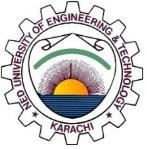 NED UNIVERSITY OF ENGINEERING & TECHNOLOGY
KARACHI